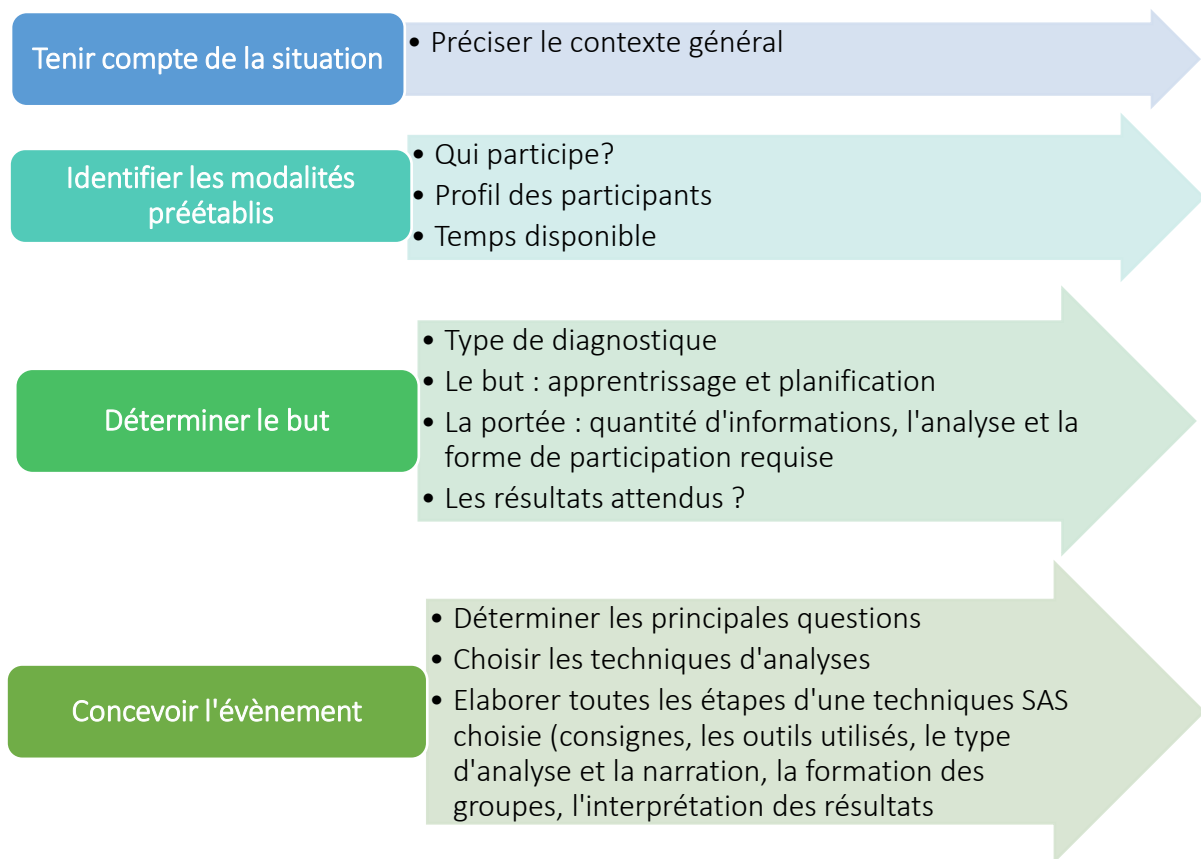 Tenir compte de la situation
• Préciser le contexte général
Identifier les modalités
préétablis
• Qui participe?
• Profil des participants
• Temps disponible
Déterminer le but
• Type de diagnostique
• Le but : apprentrissage et planification
• La portée : quantité d'informations, l'analyse et la
forme de participation requise
• Les résultats attendus ?
Concevoir l'évènement
• Déterminer les principales questions
• Choisir les techniques d'analyses
• Elaborer toutes les étapes d'une techniques SAS
choisie (consignes, les outils utilisés, le type
d'analyse et la narration, la formation des
groupes, l'interprétation des résultats